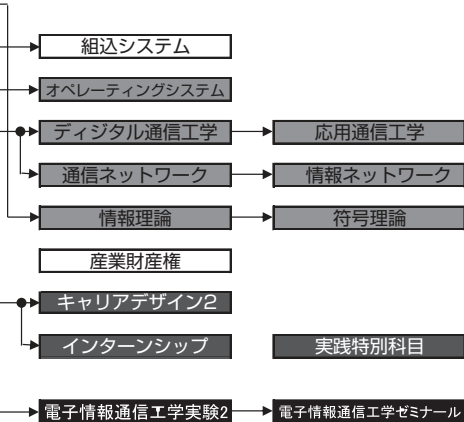 組込システム
オペレーティングシステム
ディジタル通信工学 応用通信工学
通信ネットワーク 情報ネットワーク
情報理論 符号理論
産業財産権
キャリアデザイン2
インターンシップ 実践特別科目
電子情報通信工学実験2 電子情報通信工学ゼミナール